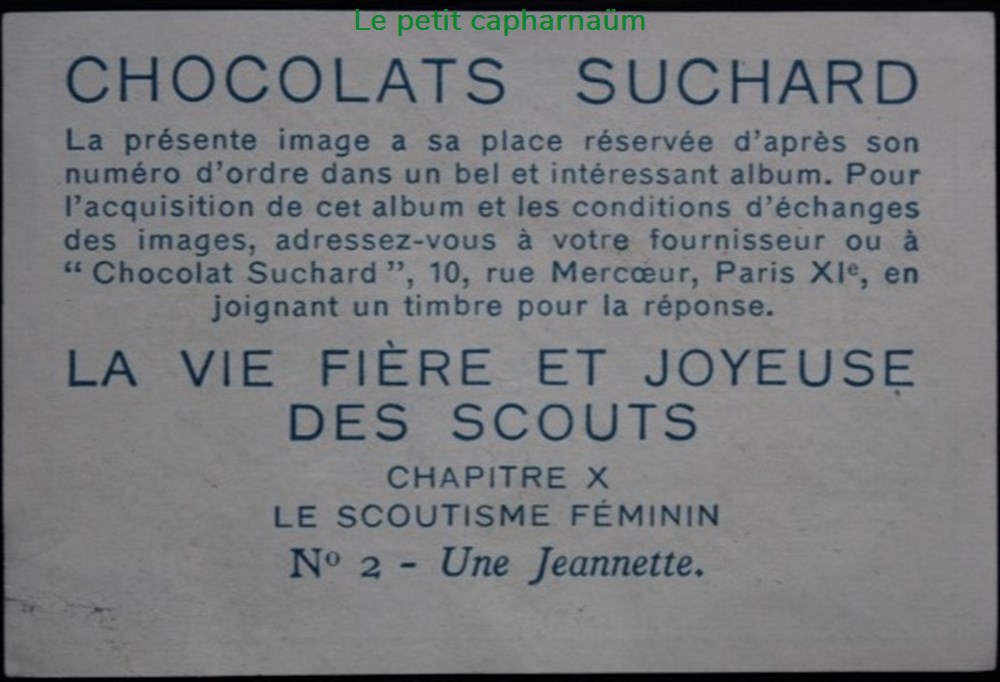 Le petit capharnaüm
CHOCOLATS SUCHARD
La présente image a sa place réservée d'après son
numéro d'ordre dans un bel et intéressant album. Pour
l'acquisition de cet album et les conditions d'échanges
des images, adressez-vous à votre fournisseur ou à
“ Chocolat Suchard ”, 10, rue Mercœur, Paris XIᵉ, en
joignant un timbre pour la réponse.
LA VIE FIÈRE ET JOYEUSE
DES SCOUTS
CHAPITRE X
LE SCOUTISME FÉMININ
Nº 2 - Une Jeannette.